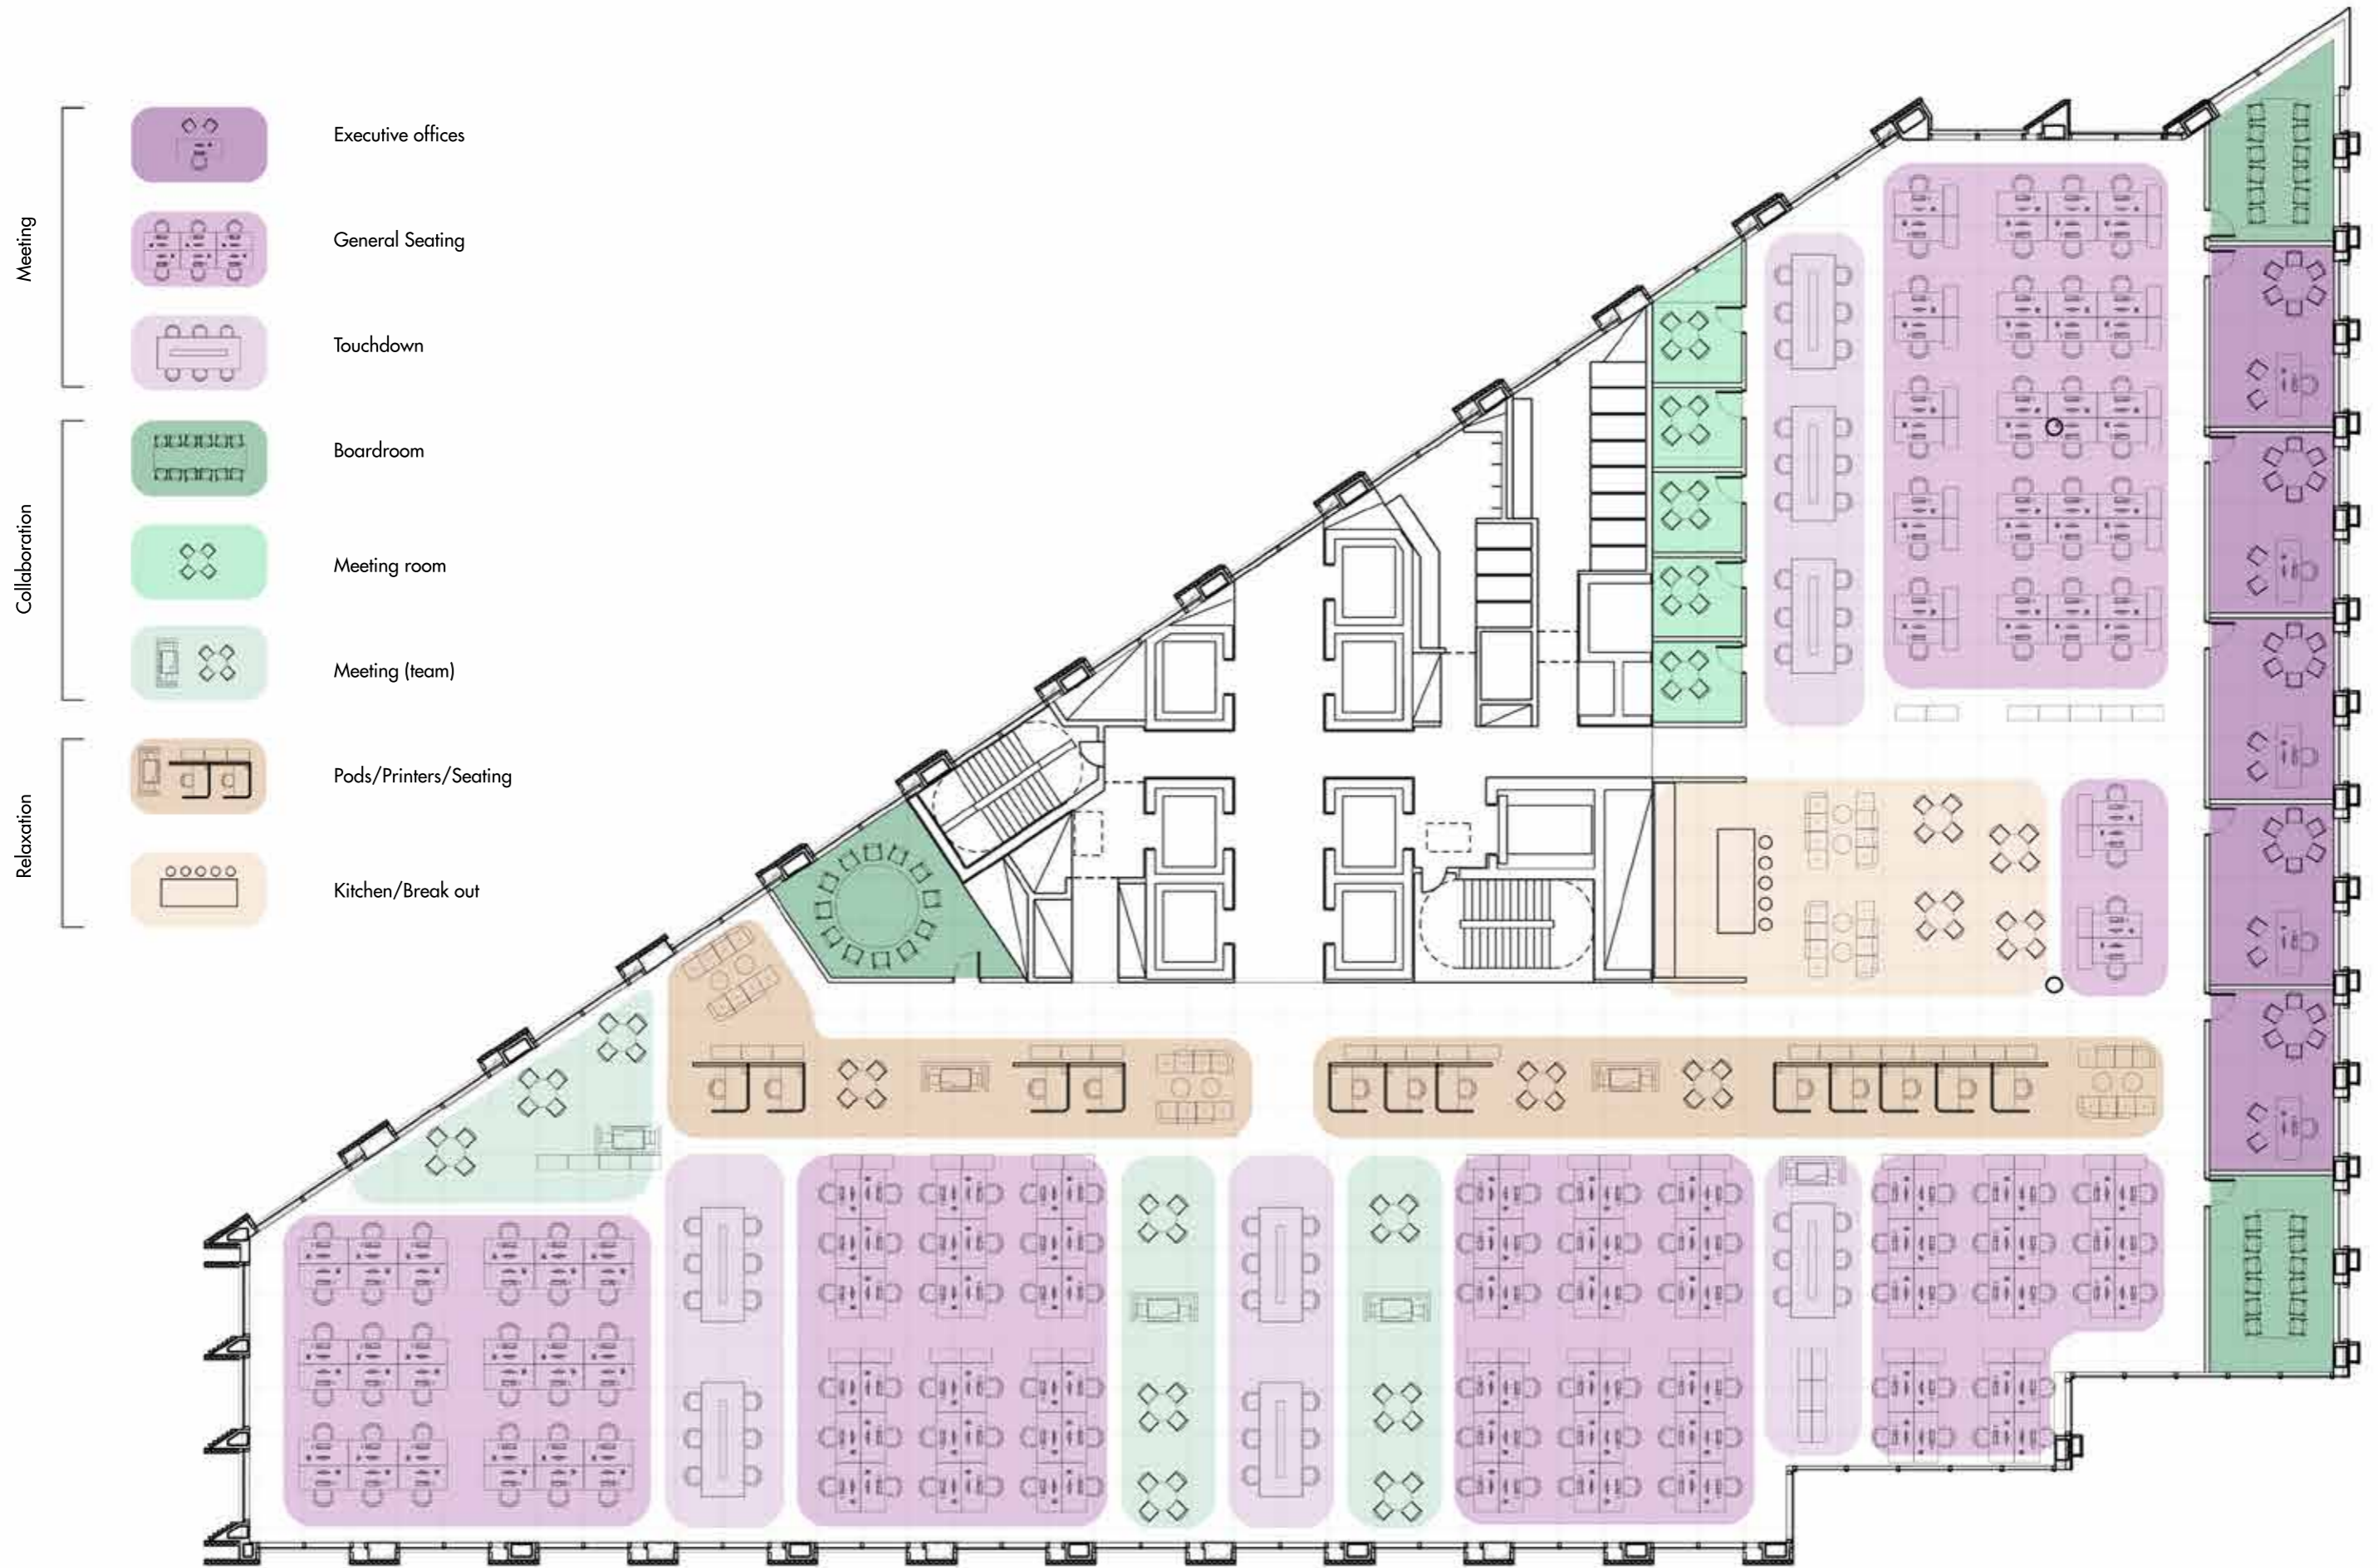 Meeting
Executive offices
General Seating
Touchdown
Collaboration
Boardroom
Meeting room
Meeting (team)
Relaxation
Pods/Printers/Seating
Kitchen/Break out